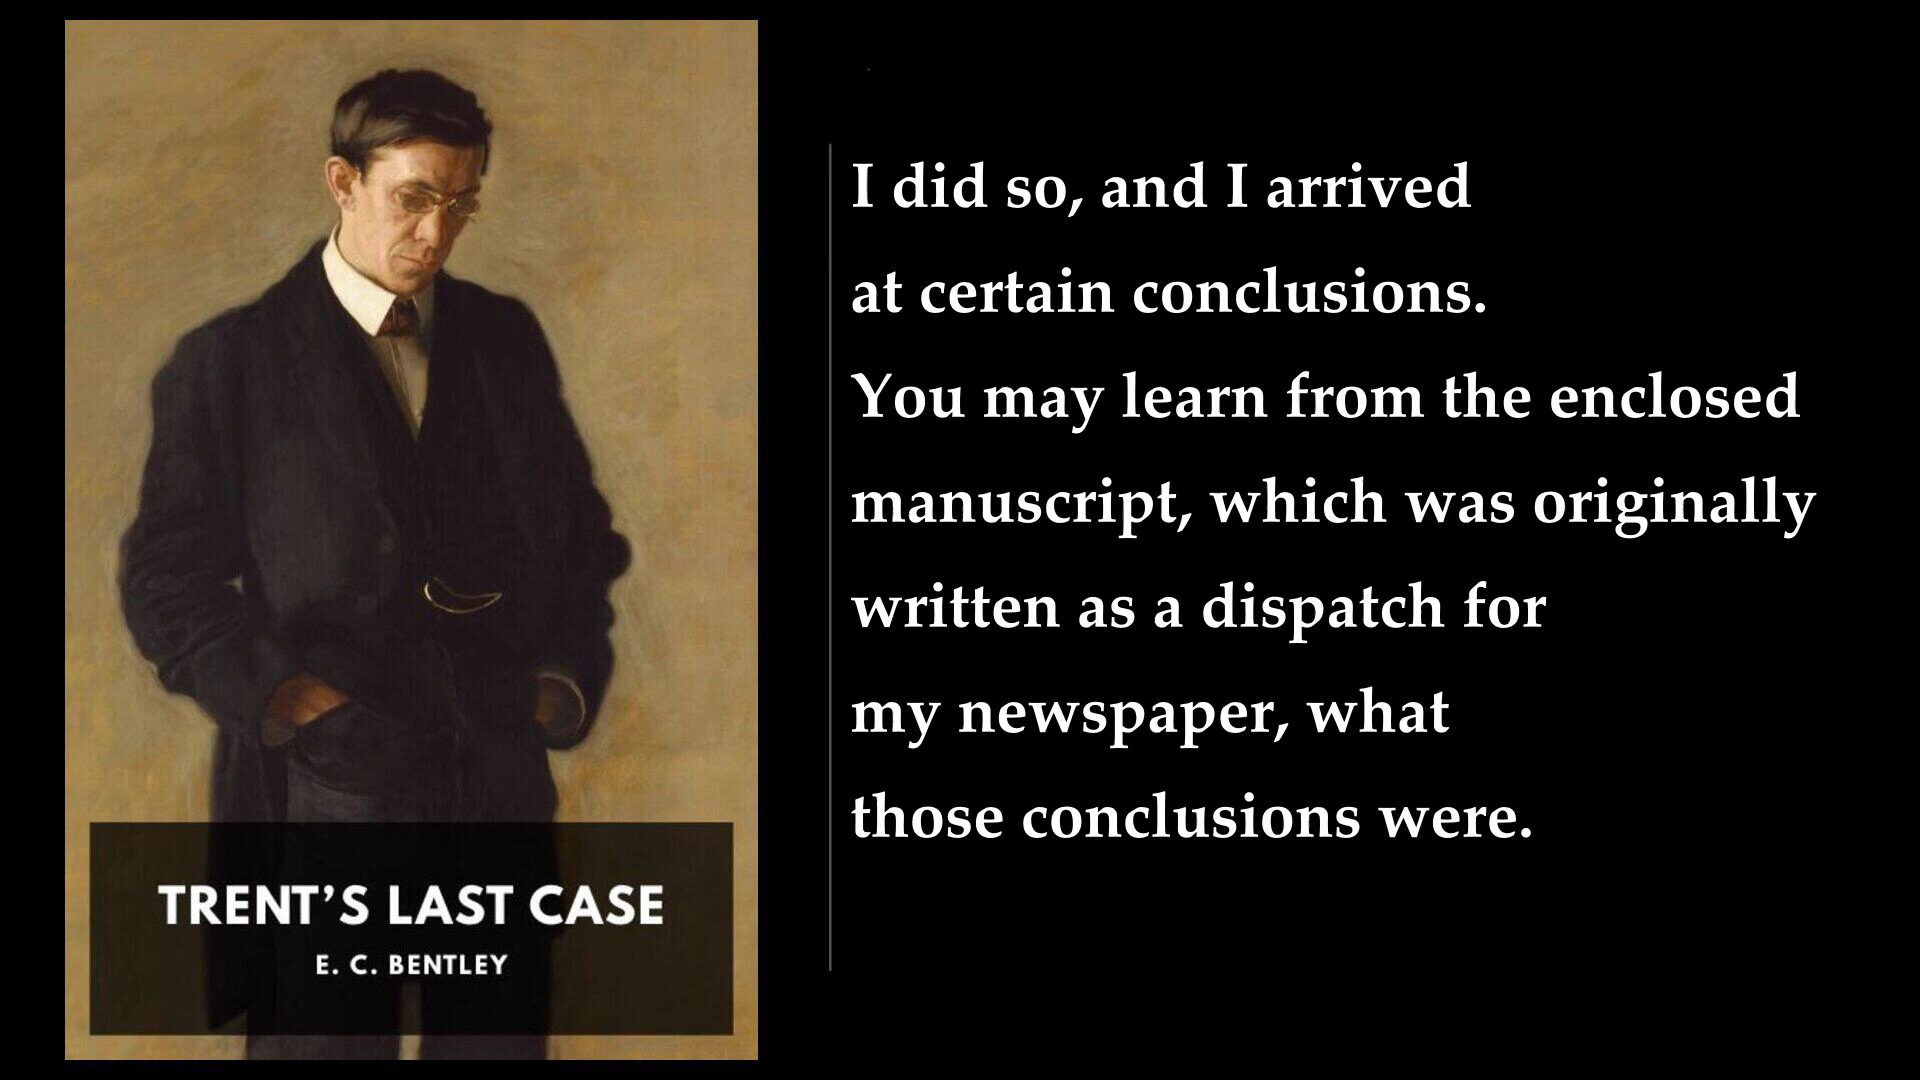 TRENT’S LAST CASE
E. C. BENTLEY
I did so, and I arrived
at certain conclusions.
You may learn from the enclosed
manuscript, which was originally
written as a dispatch for
my newspaper, what
those conclusions were.